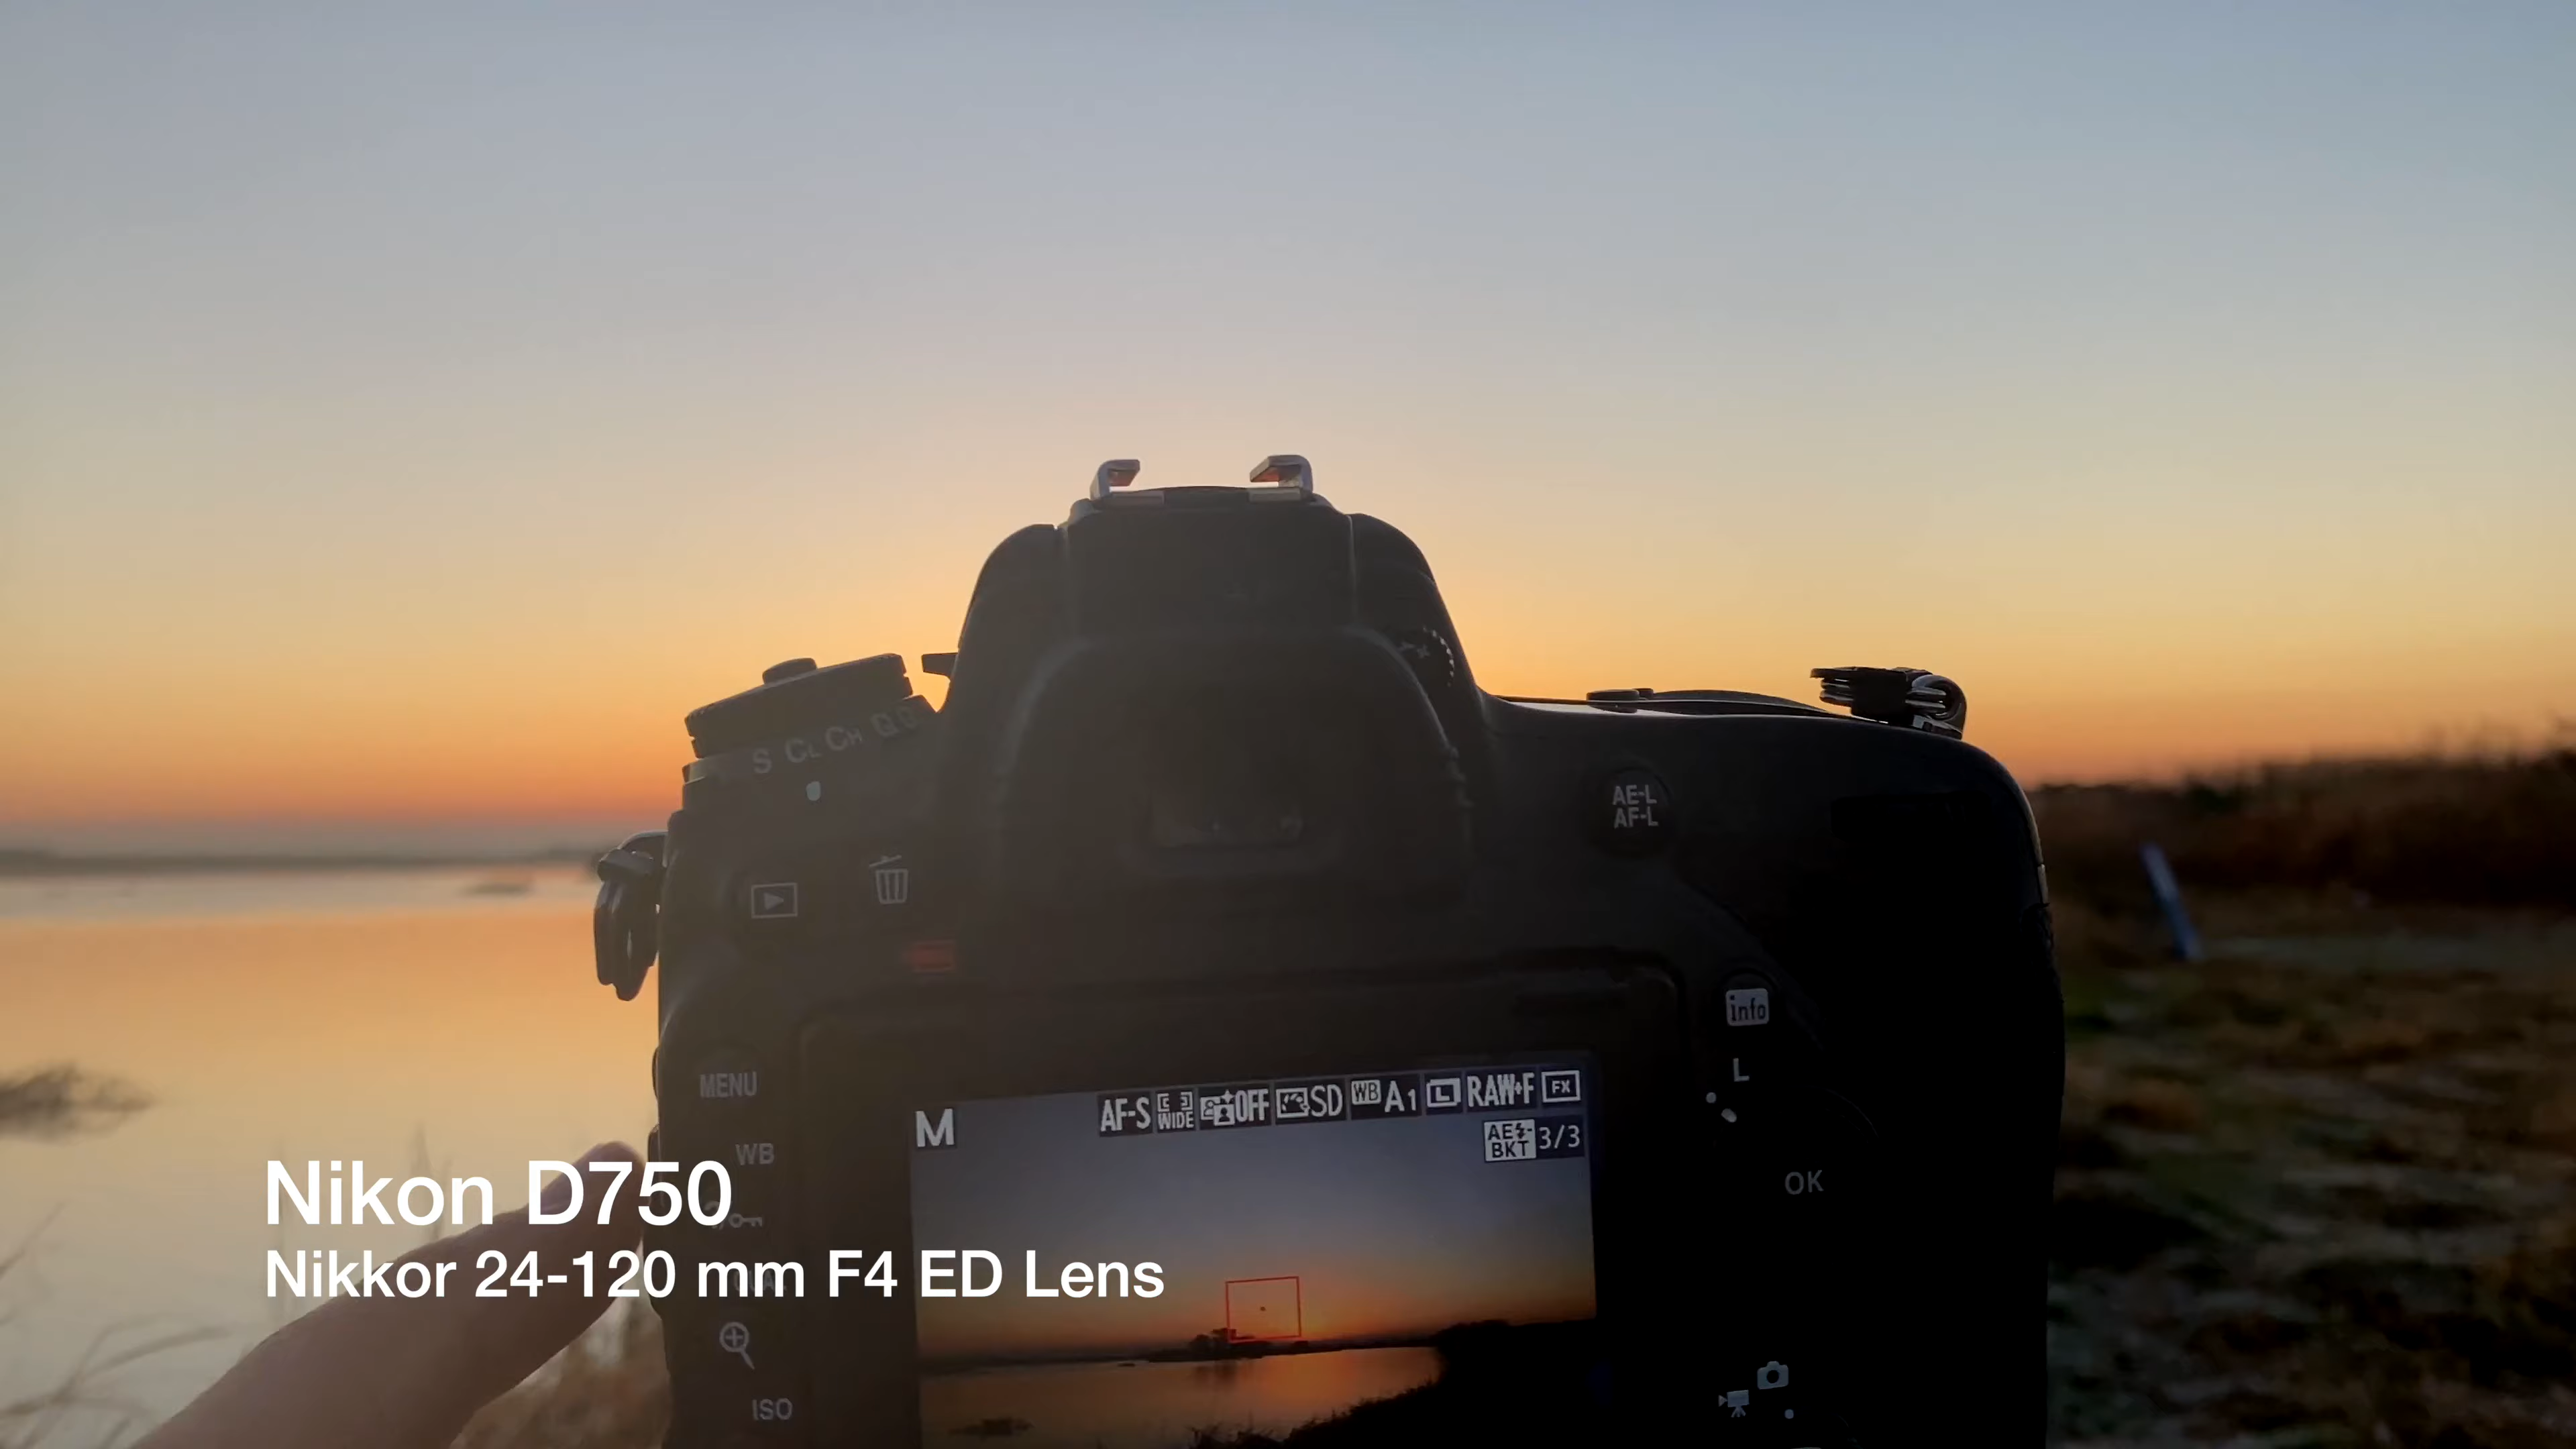 S CL CH Q
AE-L
AF-L
info
L
MENU
M
AF-S WIDE OFF SD WB A1 L RAW+F FX
AE BKT 3/3
WB
OK
Nikon D750
Nikkor 24-120 mm F4 ED Lens
ISO